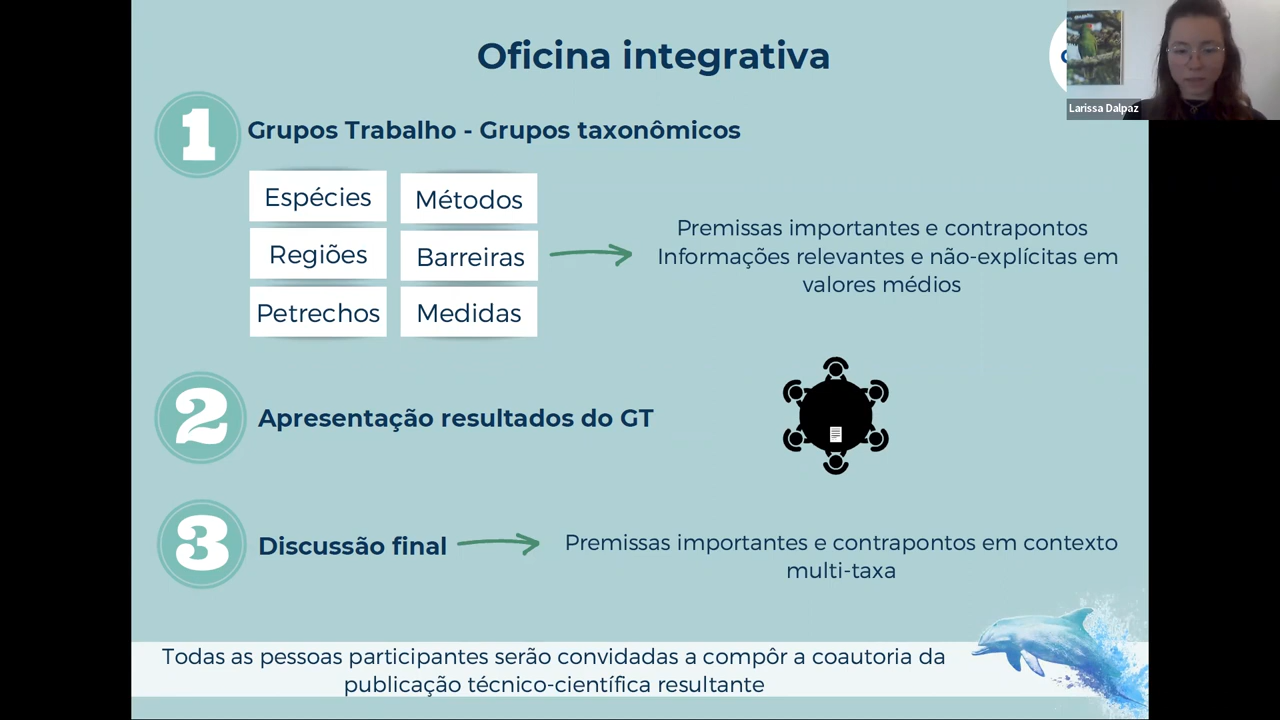 Oficina integrativa
Larissa Dalpaz
1
Grupos Trabalho - Grupos taxonômicos
Espécies
Métodos
Regiões
Barreiras
Petrechos
Medidas
Premissas importantes e contrapontos
Informações relevantes e não-explícitas em
valores médios
2
Apresentação resultados do GT
3
Discussão final
Premissas importantes e contrapontos em contexto
multi-taxa
Todas as pessoas participantes serão convidadas a compôr a coautoria da
publicação técnico-científica resultante